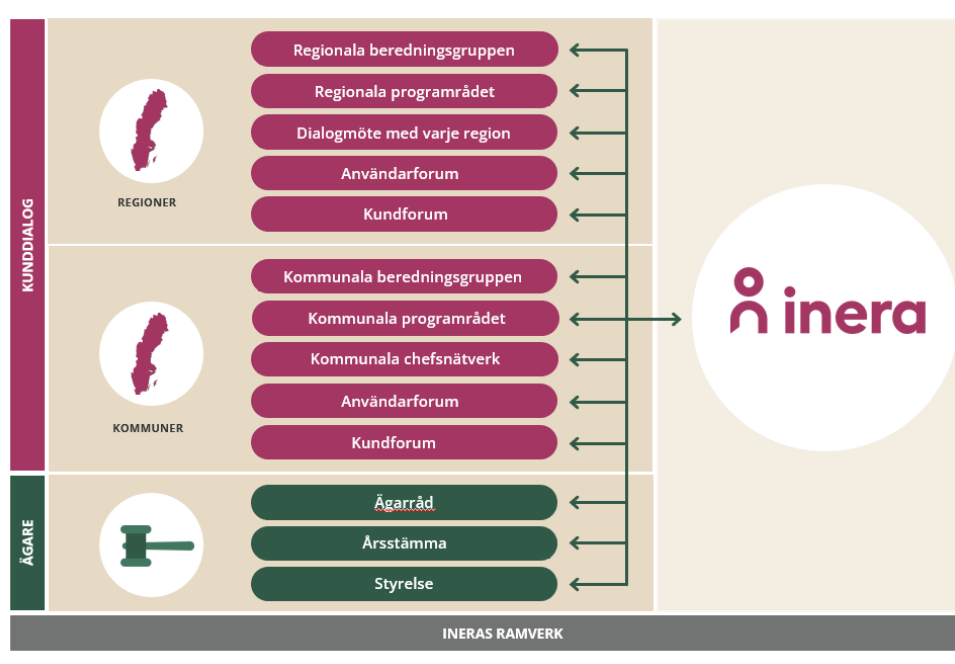 KUNDDIALOG
REGIONER
Regionala beredningsgruppen
Regionala programrådet
Dialogmöte med varje region
Användarforum
Kundforum
KOMMUNER
Kommunala beredningsgruppen
Kommunala programrådet
Kommunala chefsnätverk
Användarforum
Kundforum
ÄGARE
Ägarråd
Årsstämma
Styrelse
inera
INERAS RAMVERK